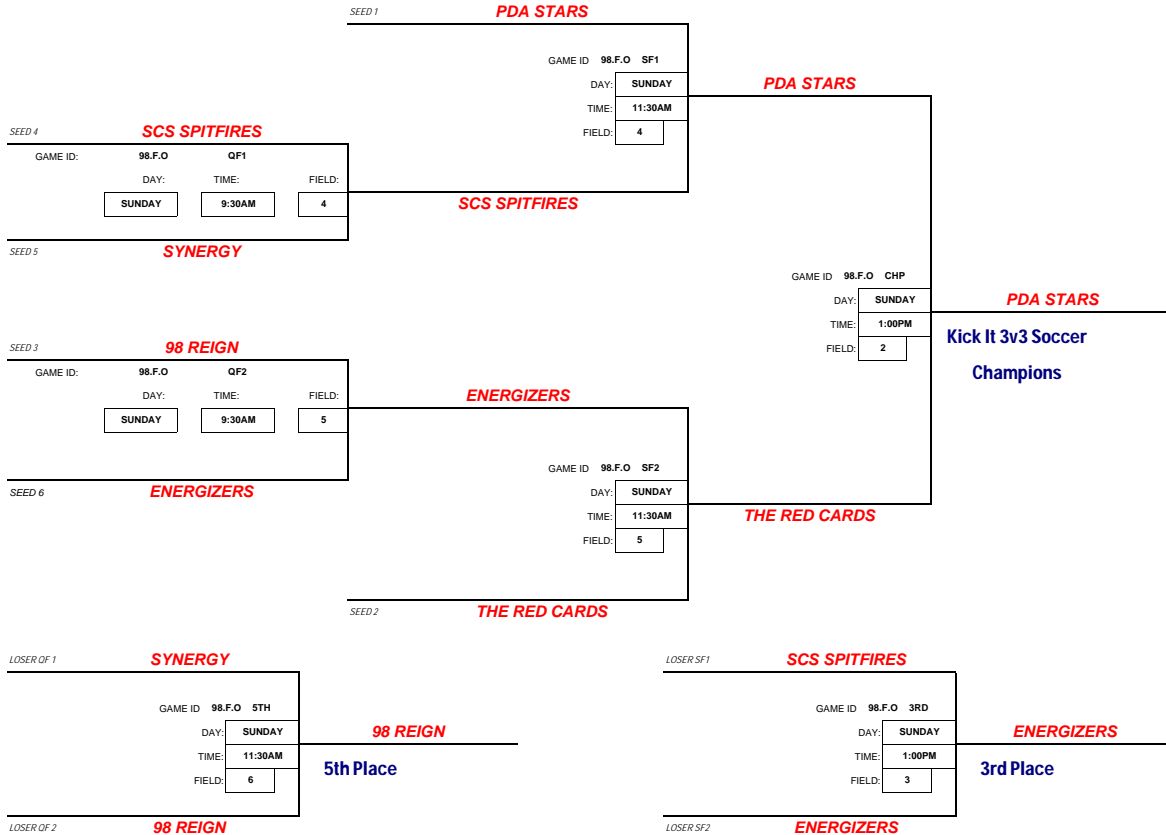 SEED 1 PDA STARS
GAME ID 98.F.O SF1
DAY: SUNDAY PDA STARS
TIME: 11:30AM
SEED 4 SCS SPITFIRES FIELD: 4
GAME ID: 98.F.O QF1
DAY: TIME: FIELD:
SUNDAY 9:30AM 4 SCS SPITFIRES
SEED 5 SYNERGY
GAME ID 98.F.O CHP
DAY: SUNDAY PDA STARS
TIME: 1:00PM Kick It 3v3 Soccer
SEED 3 98 REIGN FIELD: 2
GAME ID: 98.F.O QF2 Champions
DAY: TIME: FIELD: ENERGIZERS
SUNDAY 9:30AM 5
GAME ID 98.F.O SF2
SEED 6 ENERGIZERS DAY: SUNDAY
TIME: 11:30AM THE RED CARDS
FIELD: 5
SEED 2 THE RED CARDS
LOSER QF 1 SYNERGY LOSER SF1 SCS SPITFIRES
GAME ID 98.F.O 5TH GAME ID 98.F.O 3RD
DAY: SUNDAY 98 REIGN DAY: SUNDAY ENERGIZERS
TIME: 11:30AM 5th Place TIME: 1:00PM 3rd Place
FIELD: 6 FIELD: 3
LOSER QF 2 98 REIGN LOSER SF2 ENERGIZERS